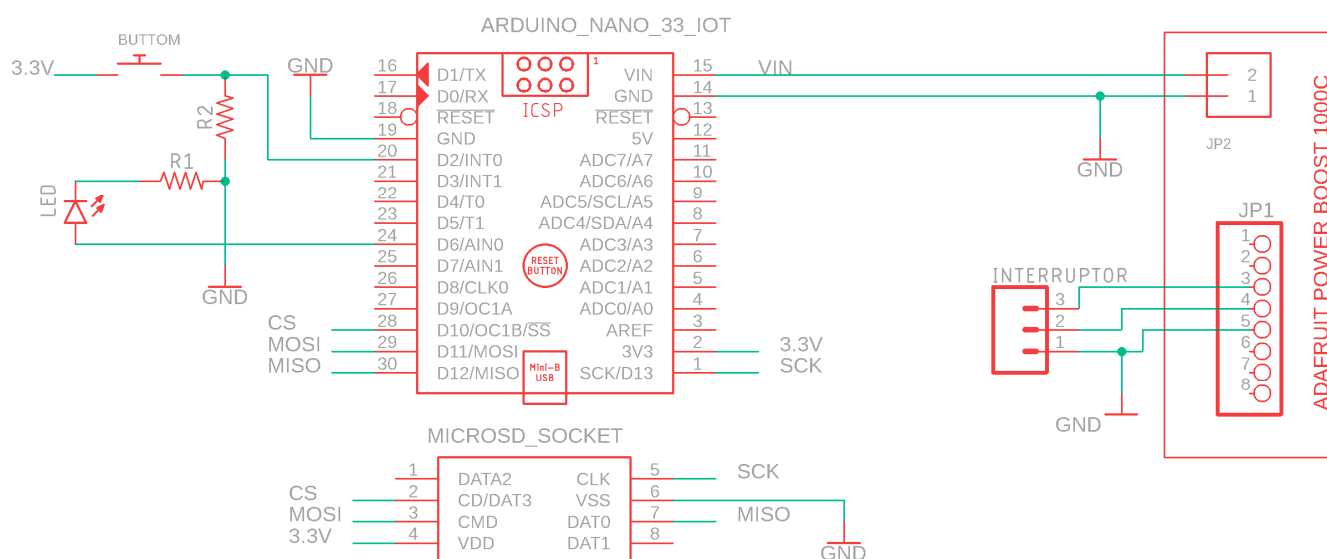 ARDUINO_NANO_33_IOT
BUTTOM
3.3V
R2
R1
LED
GND
GND
16 D1/TX
17 D0/RX
18 RESET
19 GND
20 D2/INT0
21 D3/INT1
22 D4/T0
23 D5/T1
24 D6/AIN0
25 D7/AIN1
26 D8/CLK0
27 D9/OC1A
28 D10/OC1B/SS
29 D11/MOSI
30 D12/MISO
CS
MOSI
MISO
1
ICSP
RESET
BUTTON
Mini-B
USB
VIN 15
GND 14
RESET 13
5V 12
ADC7/A7 11
ADC6/A6 10
ADC5/SCL/A5 9
ADC4/SDA/A4 8
ADC3/A3 7
ADC2/A2 6
ADC1/A1 5
ADC0/A0 4
AREF 3
3V3 2
SCK/D13 1
VIN
3.3V
SCK
GND
2
1
JP2
JP1
1
2
3
4
5
6
7
8
INTERRUPTOR
3
2
1
GND
ADAFRUIT POWER BOOST 1000C
MICROSD_SOCKET
1 DATA2
2 CD/DAT3
3 CMD
4 VDD
CS
MOSI
3.3V
CLK 5
VSS 6
DAT0 7
DAT1 8
SCK
MISO
GND